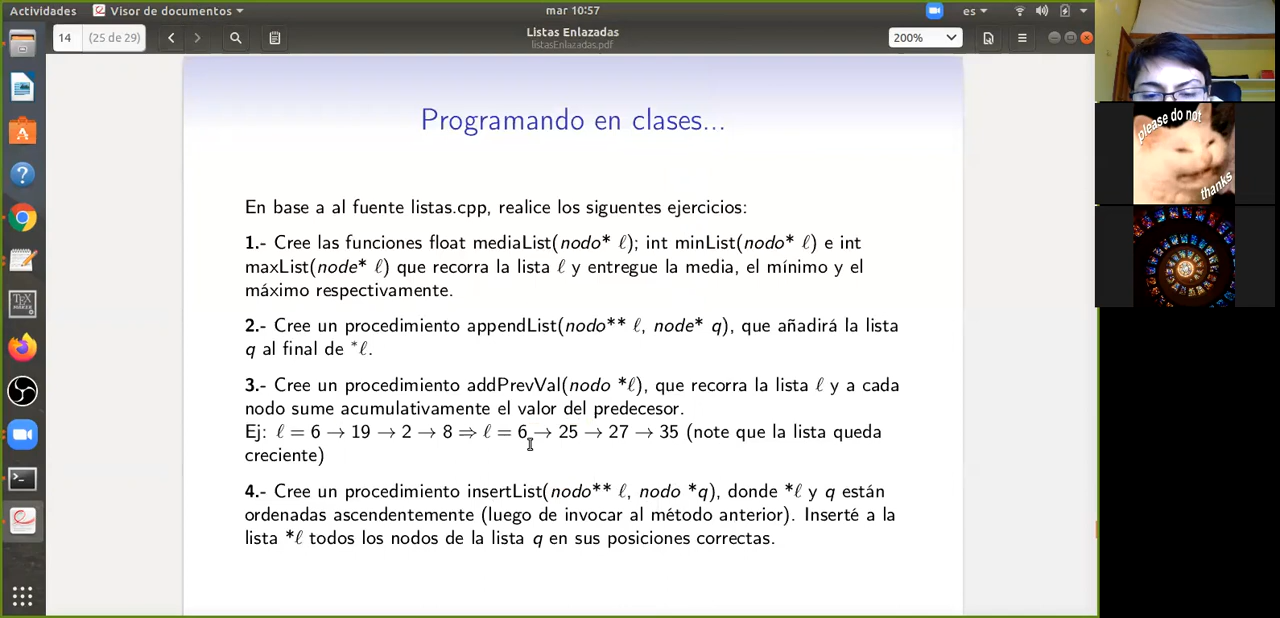 Actividades
Visor de documentos
mar 10:57
es
14
(25 de 29)
Listas Enlazadas
listasEnlazadas.pdf
200%
Programando en clases...
En base a al fuente listas.cpp, realice los siguentes ejercicios:
1.- Cree las funciones float mediaList(nodo* ℓ); int minList(nodo* ℓ) e int
maxList(node* ℓ) que recorra la lista ℓ y entregue la media, el mínimo y el
máximo respectivamente.
2.- Cree un procedimiento appendList(nodo** ℓ, node* q), que añadirá la lista
q al final de *ℓ.
3.- Cree un procedimiento addPrevVal(nodo *ℓ), que recorra la lista ℓ y a cada
nodo sume acumulativamente el valor del predecesor.
Ej: ℓ = 6 → 19 → 2 → 8 ⇒ ℓ = 6 → 25 → 27 → 35 (note que la lista queda
creciente)
4.- Cree un procedimiento insertList(nodo** ℓ, nodo *q), donde *ℓ y q están
ordenadas ascendentemente (luego de invocar al método anterior). Inserté a la
lista *ℓ todos los nodos de la lista q en sus posiciones correctas.
please do not
thanks